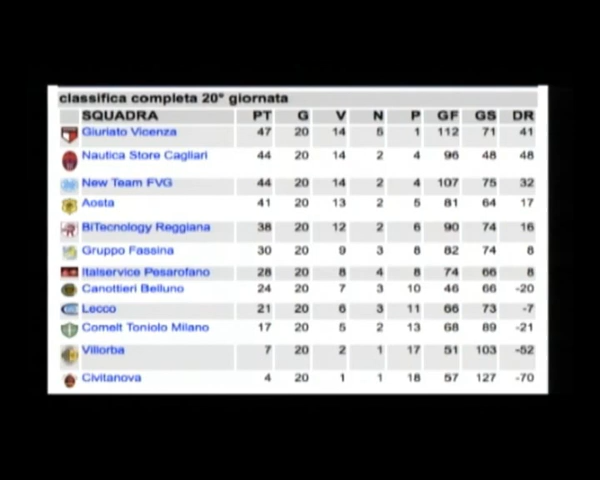 classifica completa 20° giornata
SQUADRA PT G V N P GF GS DR
Giuriato Vicenza 47 20 14 5 1 112 71 41
Nautica Store Cagliari 44 20 14 2 4 96 48 48
New Team FVG 44 20 14 2 4 107 75 32
Aosta 41 20 13 2 5 81 64 17
BiTecnology Reggiana 38 20 12 2 6 90 74 16
Gruppo Fassina 30 20 9 3 8 82 74 8
Italservice Pesarofano 28 20 8 4 8 74 66 8
Canottieri Belluno 24 20 7 3 10 46 66 -20
Lecco 21 20 6 3 11 66 73 -7
Comelt Toniolo Milano 17 20 5 2 13 68 89 -21
Villorba 7 20 2 1 17 51 103 -52
Civitanova 4 20 1 1 18 57 127 -70